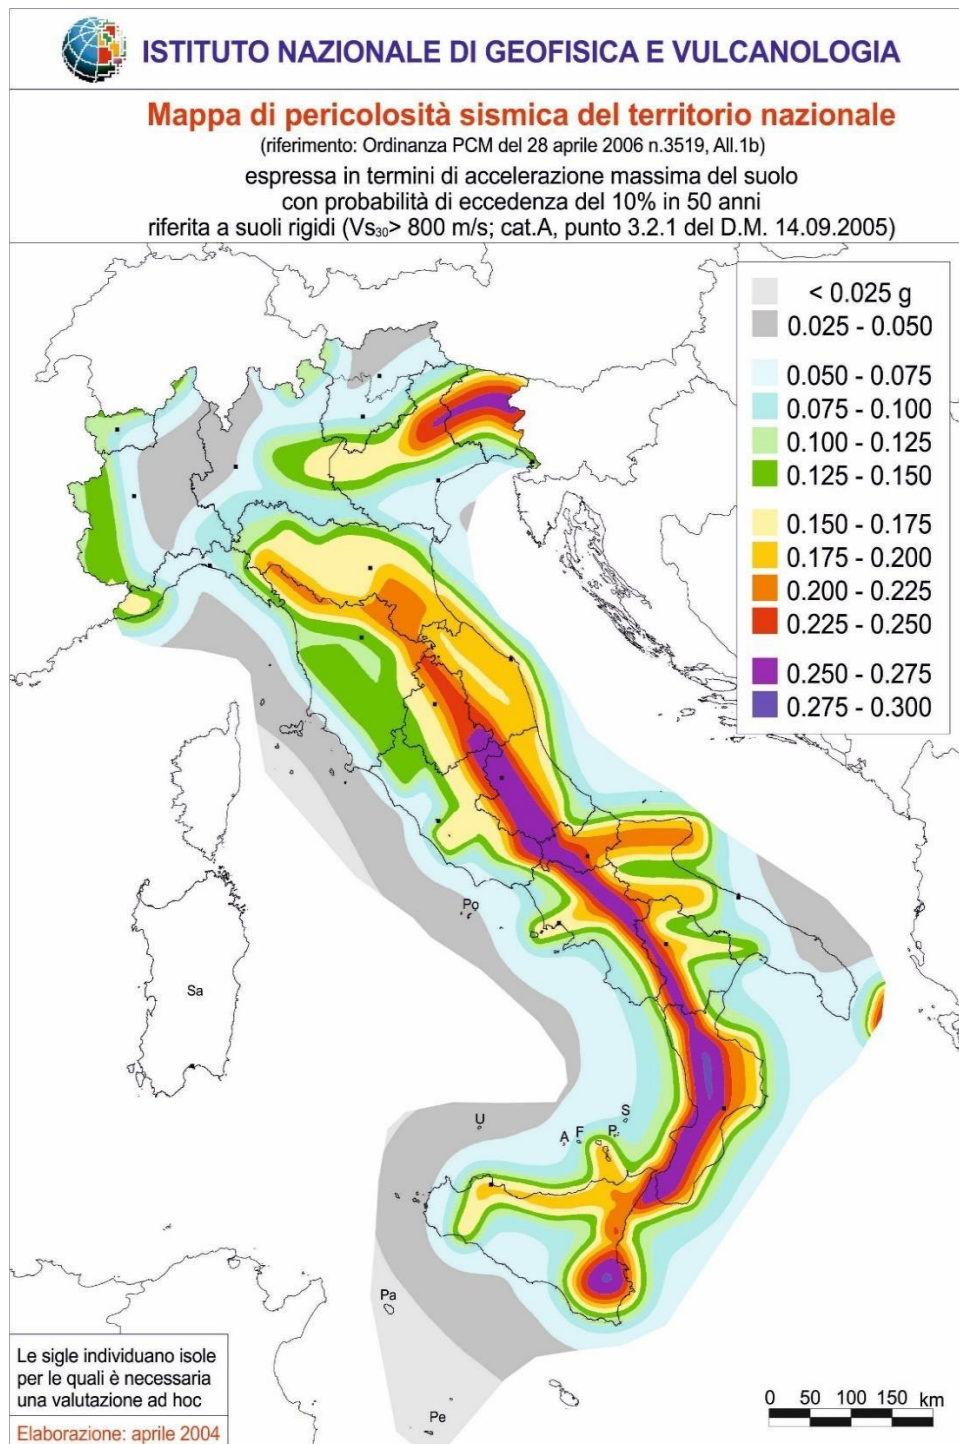 ISTITUTO NAZIONALE DI GEOFISICA E VULCANOLOGIA
Mappa di pericolosità sismica del territorio nazionale
(riferimento: Ordinanza PCM del 28 aprile 2006 n.3519, All.1b)
espressa in termini di accelerazione massima del suolo
con probabilità di eccedenza del 10% in 50 anni
riferita a suoli rigidi (Vs₃₀> 800 m/s; cat.A, punto 3.2.1 del D.M. 14.09.2005)
< 0.025 g
0.025 - 0.050
0.050 - 0.075
0.075 - 0.100
0.100 - 0.125
0.125 - 0.150
0.150 - 0.175
0.175 - 0.200
0.200 - 0.225
0.225 - 0.250
0.250 - 0.275
0.275 - 0.300
Po
Sa
U
S
A
F
P
Pa
Pe
Le sigle individuano isole
per le quali è necessaria
una valutazione ad hoc
Elaborazione: aprile 2004
0 50 100 150 km